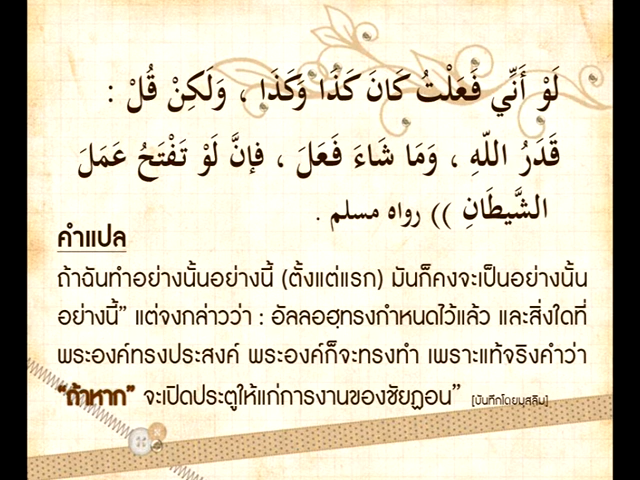 لَوْ أَنِّي فَعَلْتُ كَانَ كَذَا وَكَذَا ، وَلَكِنْ قُلْ :
قَدَرُ اللّهِ ، وَمَا شَاءَ فَعَلَ ، فإنَّ لَوْ تَفْتَحُ عَمَلَ
الشَّيطَانِ )) رواه مسلم .
คำแปล
ถ้าฉันทำอย่างนั้นอย่างนี้ (ตั้งแต่แรก) มันก็คงจะเป็นอย่างนั้น
อย่างนี้” แต่จงกล่าวว่า : อัลลอฮฺทรงกำหนดไว้แล้ว และสิ่งใดที่
พระองค์ทรงประสงค์ พระองค์ก็จะทรงทำ เพราะแท้จริงคำว่า
“ถ้าหาก” จะเปิดประตูให้แก่การงานของชัยฏอน” [บันทึกโดยมุสลิม]